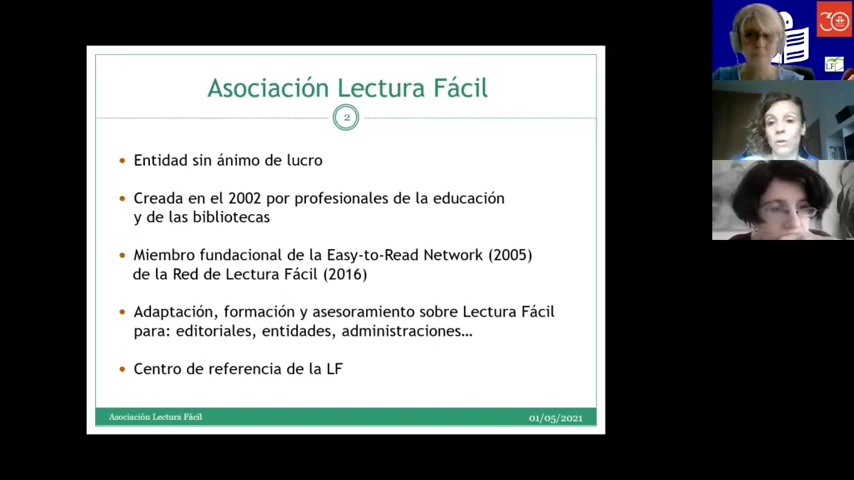 Asociación Lectura Fácil
2
Entidad sin ánimo de lucro
Creada en el 2002 por profesionales de la educación
y de las bibliotecas
Miembro fundacional de la Easy-to-Read Network (2005)
de la Red de Lectura Fácil (2016)
Adaptación, formación y asesoramiento sobre Lectura Fácil
para: editoriales, entidades, administraciones...
Centro de referencia de la LF
Asociación Lectura Fácil
01/05/2021
30
LF